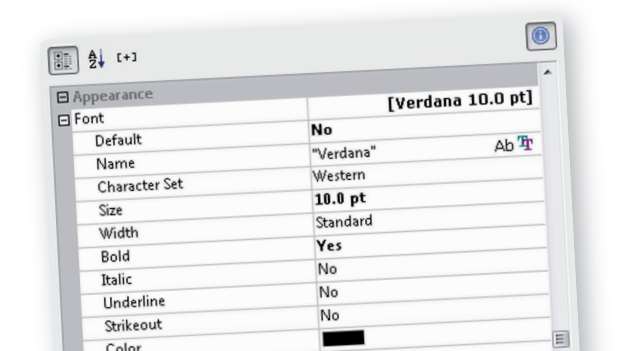 A
Z [+]
Appearance
Font [Verdana 10.0 pt]
Default No
Name "Verdana" Ab TT
Character Set Western
Size 10.0 pt
Width Standard
Bold Yes
Italic No
Underline No
Strikeout No
Color